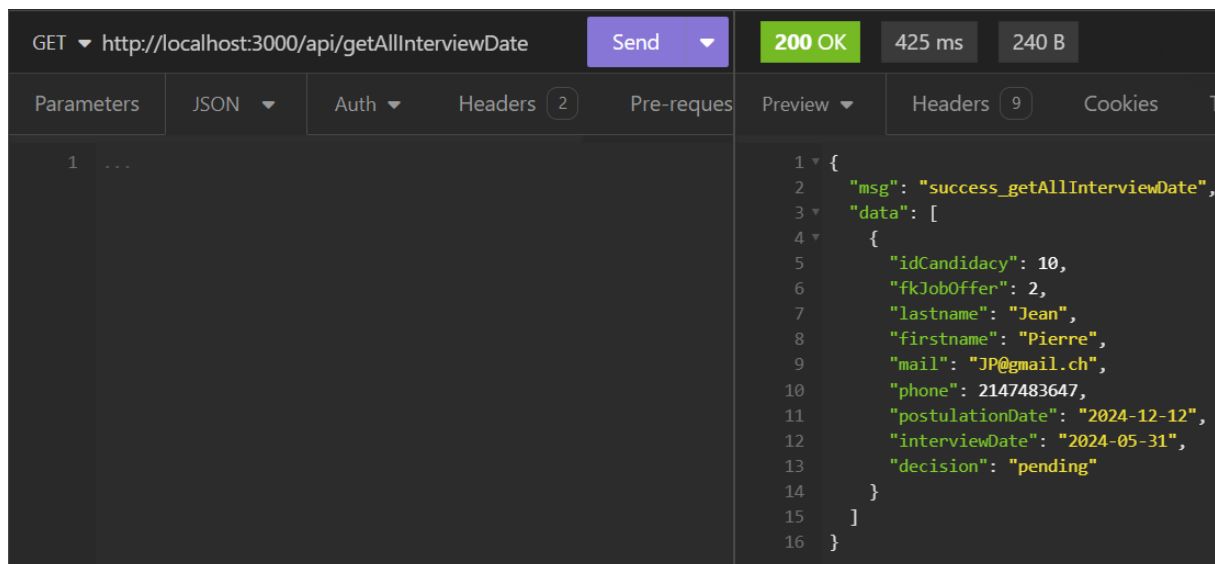 GET http://localhost:3000/api/getAllInterviewDate Send 200 OK 425 ms 240 B
Parameters JSON Auth Headers 2 Pre-reques Preview Headers 9 Cookies
1 ...
1 {
2 "msg": "success_getAllInterviewDate",
3 "data": [
4 {
5 "idCandidacy": 10,
6 "fkJobOffer": 2,
7 "lastname": "Jean",
8 "firstname": "Pierre",
9 "mail": "JP@gmail.ch",
10 "phone": 2147483647,
11 "postulationDate": "2024-12-12",
12 "interviewDate": "2024-05-31",
13 "decision": "pending"
14 }
15 ]
16 }